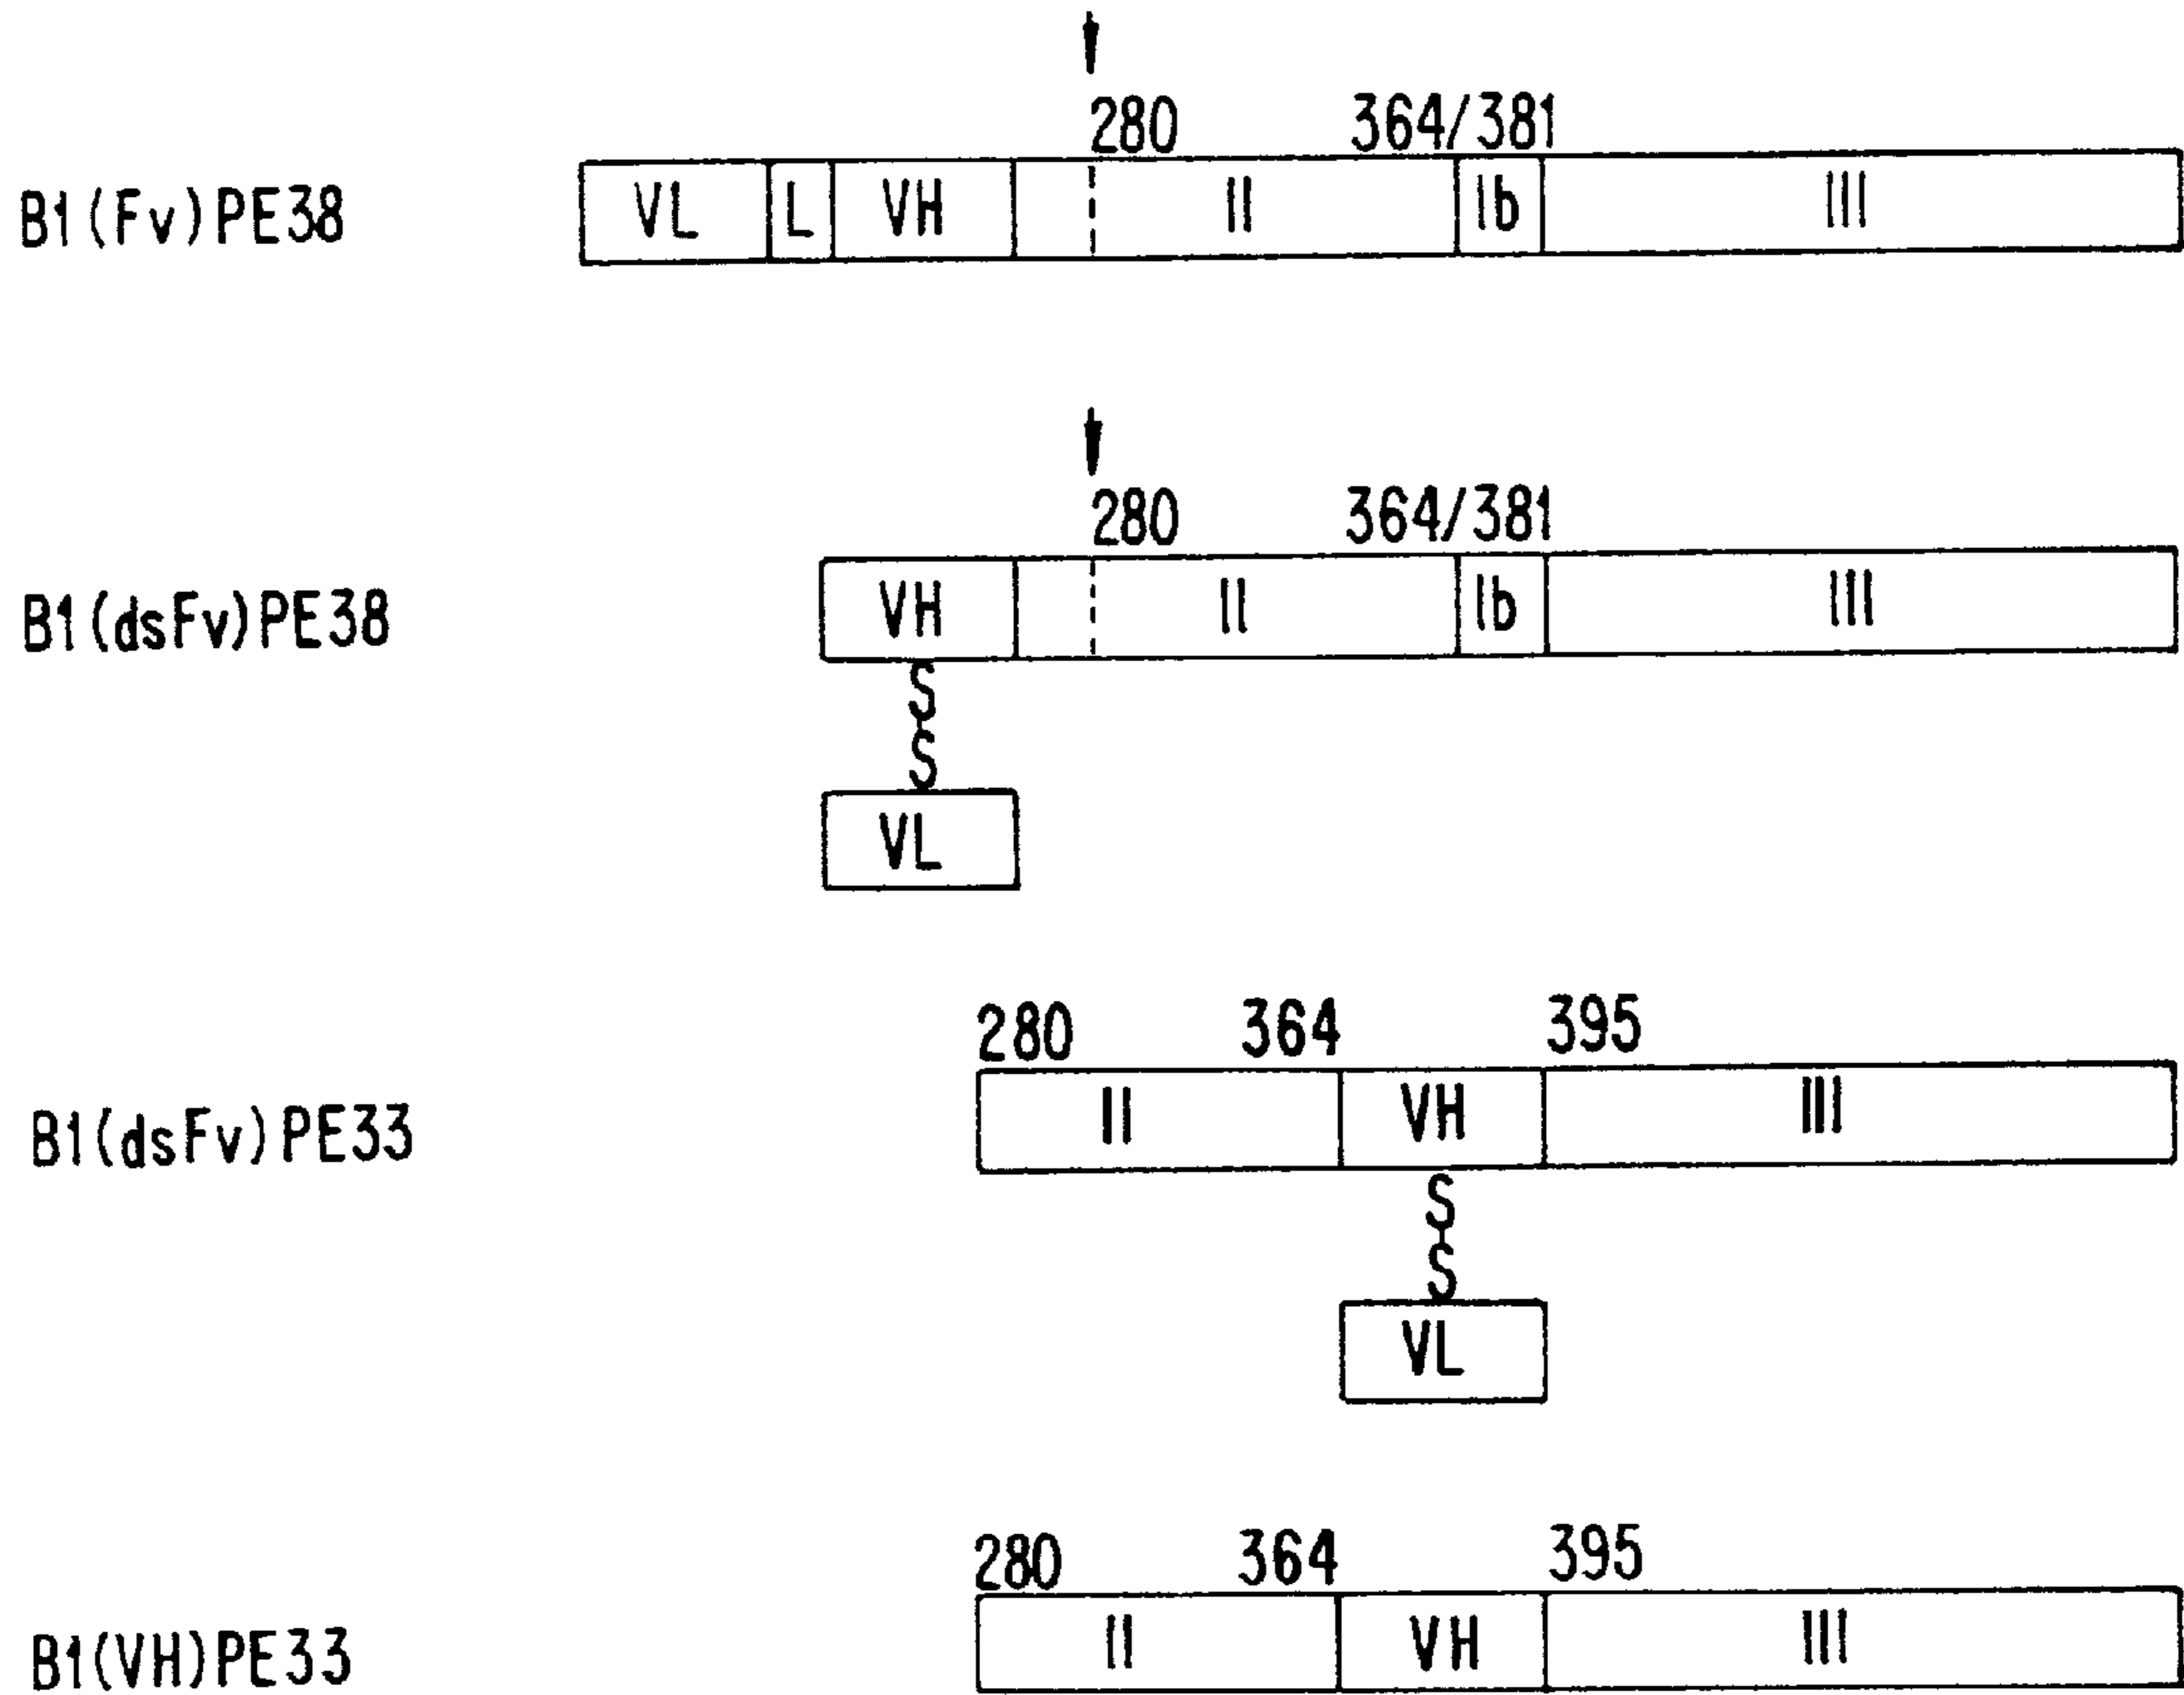 280 364/381
B1(Fv)PE38 VL L VH II Ib III
280 364/381
B1(dsFv)PE38 VH II Ib III
S
S
VL
280 364 395
B1(dsFv)PE33 II VH III
S
S
VL
280 364 395
B1(VH)PE33 II VH III